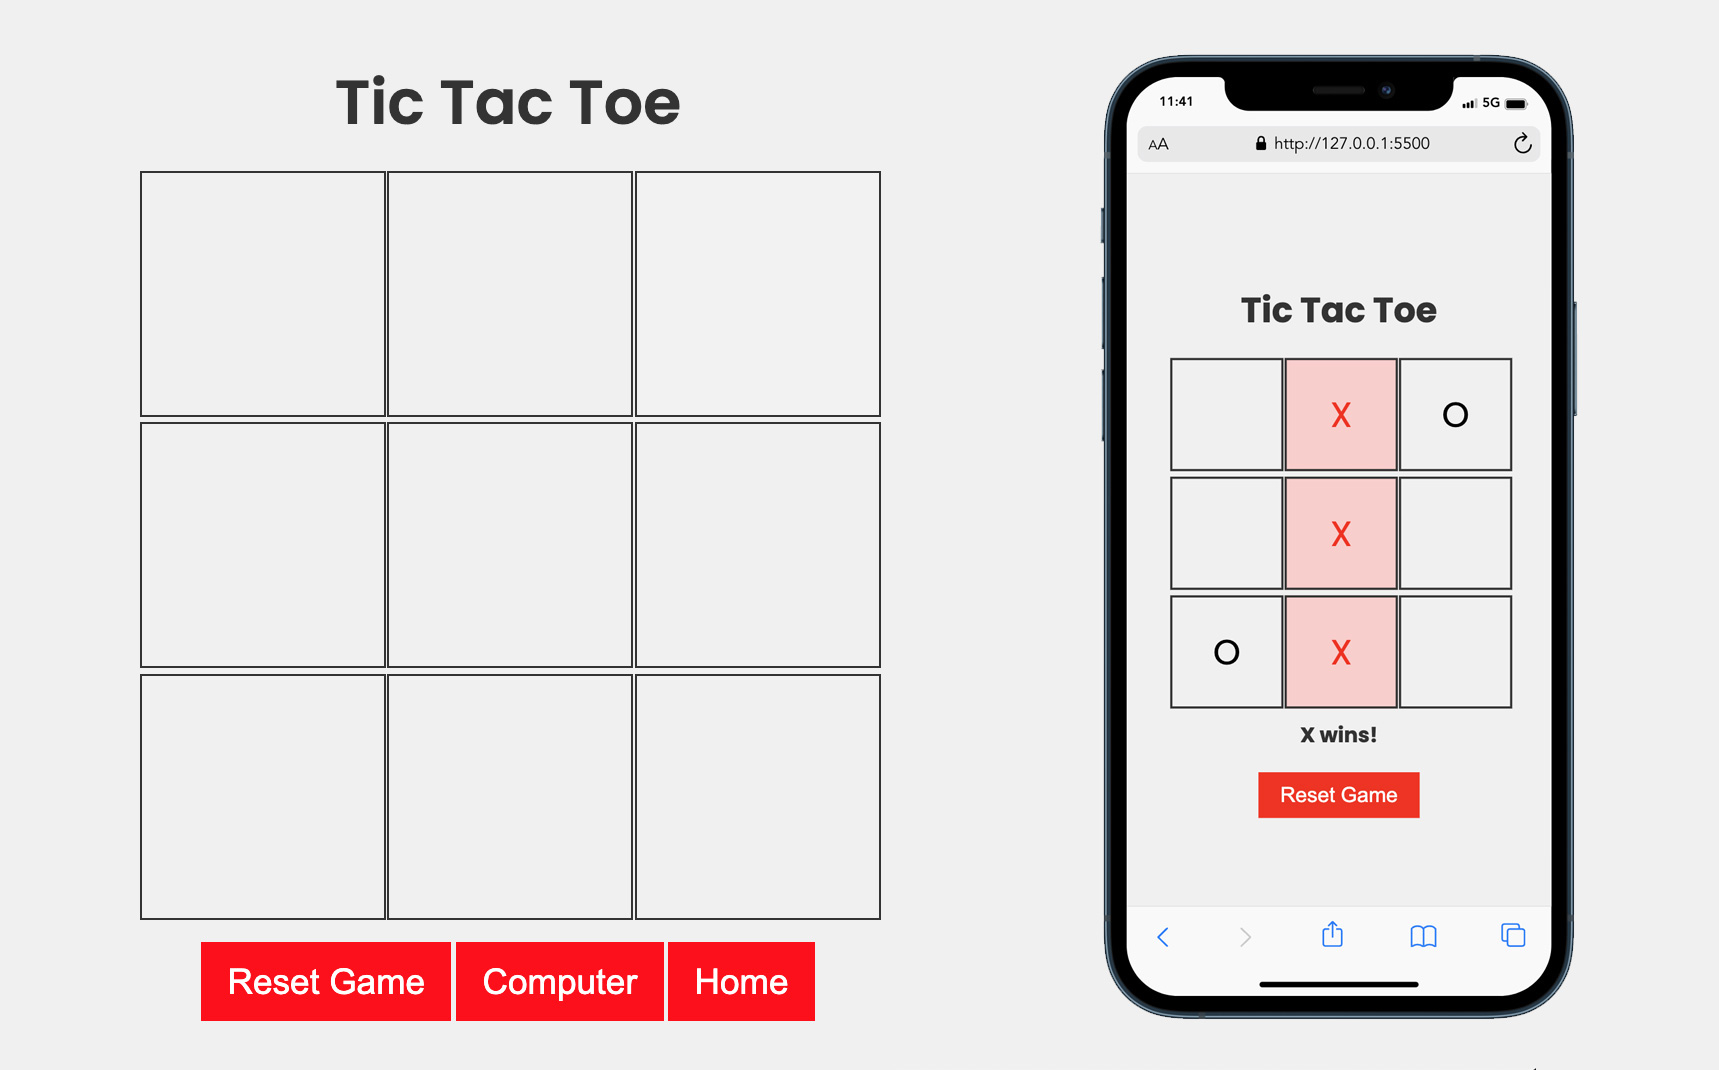 Tic Tac Toe
Reset Game
Computer
Home
11:41
5G
AA
http://127.0.0.1:5500
Tic Tac Toe
X
O
X
O
X
X wins!
Reset Game